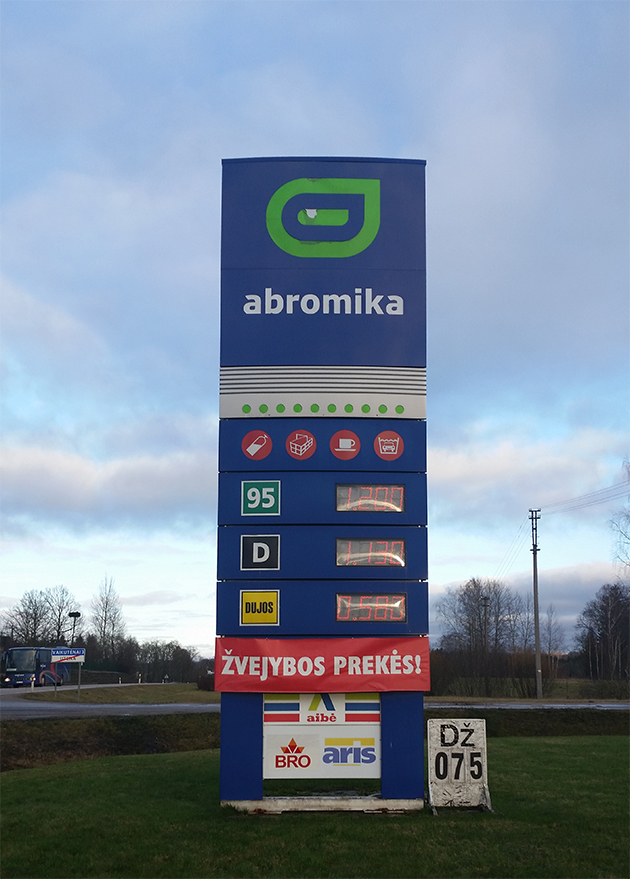 abromika
95
D
DUJOS
ŽVEJYBOS PREKĖS!
aibė
BRO
aris
Dž
075